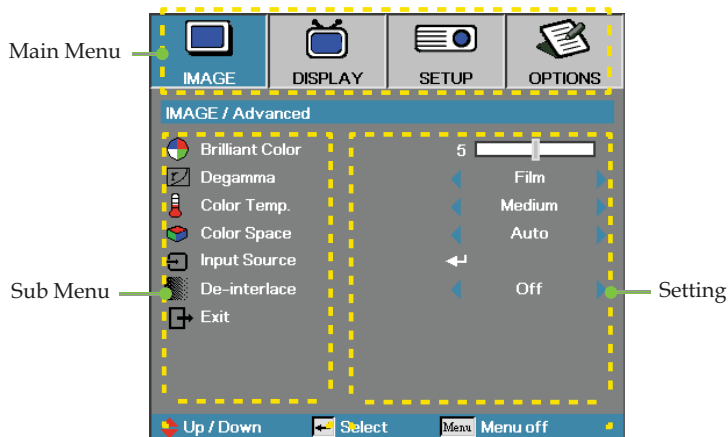 Main Menu
IMAGE DISPLAY SETUP OPTIONS
IMAGE / Advanced
Brilliant Color 5
Degamma Film
Color Temp. Medium
Color Space Auto
Input Source
Sub Menu
De-interlace Off
Setting
Exit
Up / Down Select Menu Menu off